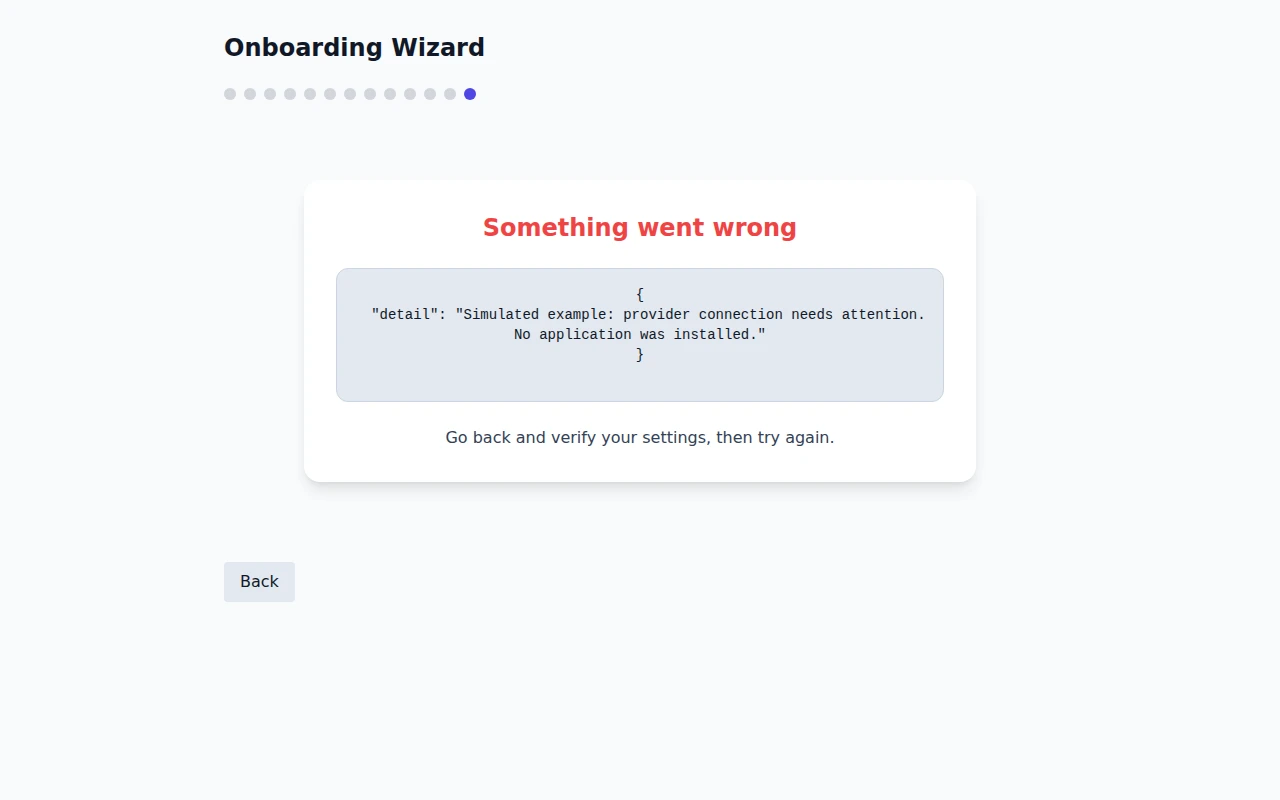 Onboarding Wizard
Something went wrong
{
"detail": "Simulated example: provider connection needs attention.
No application was installed."
}
Go back and verify your settings, then try again.
Back